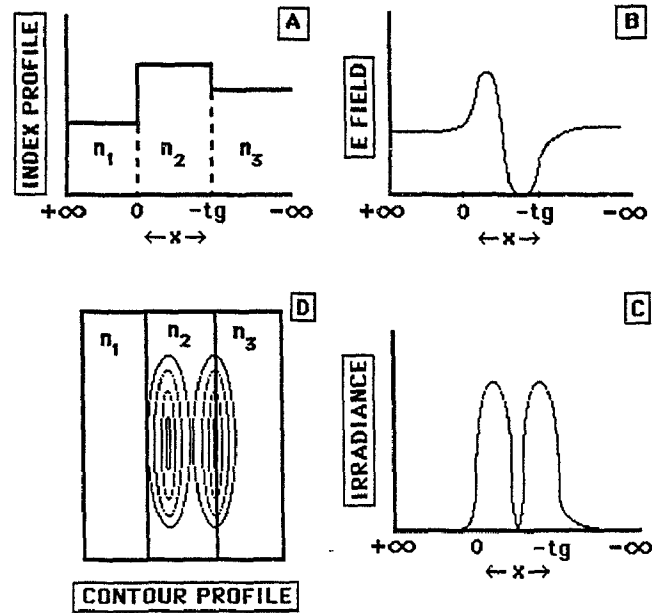 A
INDEX PROFILE
n1 n2 n3
+∞ 0 -tg -∞
←x→
B
E FIELD
0 -tg -∞
←x→
D
n1 n2 n3
CONTOUR PROFILE
C
IRRADIANCE
+∞ 0 -tg -∞
←x→